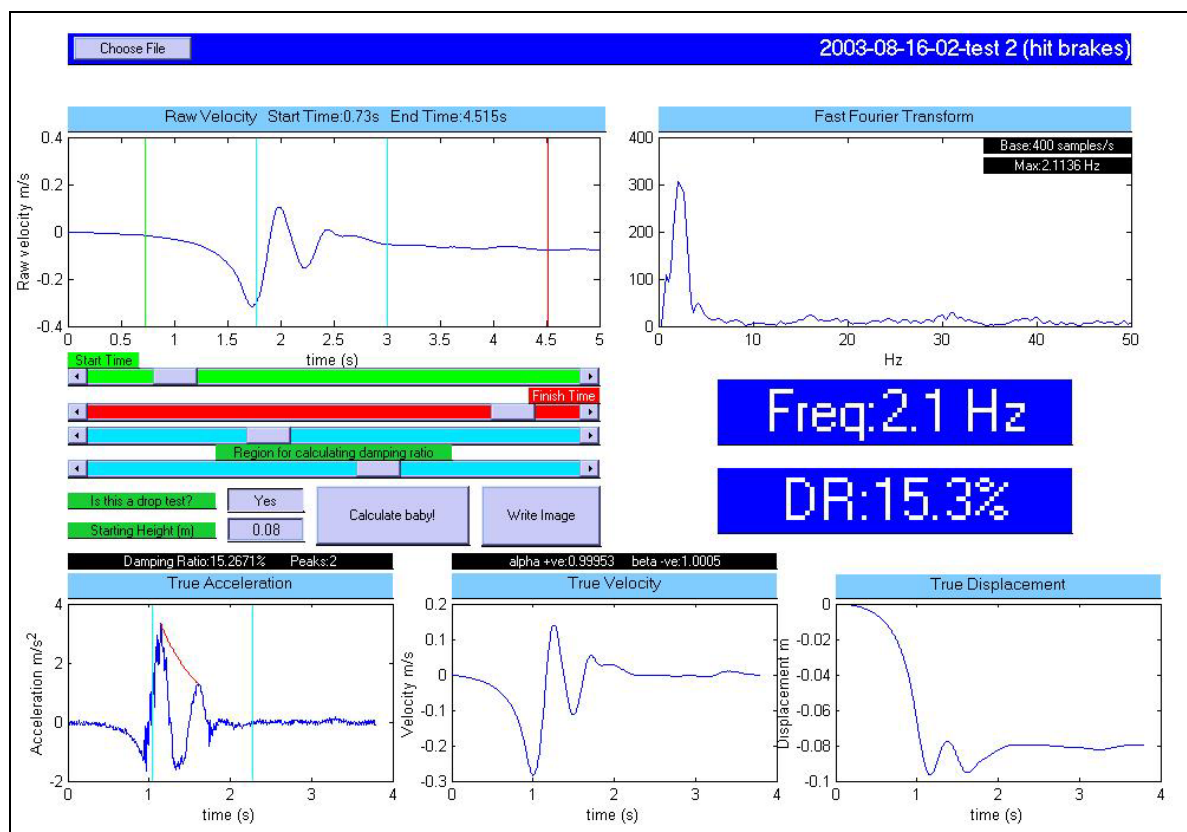 Choose File
2003-08-16-02-test 2 (hit brakes)
Raw Velocity Start Time:0.73s End Time:4.515s
Raw velocity m/s
0.4
0.2
0
-0.2
-0.4
0 0.5 1 1.5 2 2.5 3 3.5 4 4.5 5
time (s)
Fast Fourier Transform
Base:400 samples/s
Max:2.1136 Hz
400
300
200
100
0
0 10 20 30 40 50
Hz
Start Time
Finish Time
Region for calculating damping ratio
Is this a drop test?
Yes
Starting Height (m)
0.08
Calculate baby!
Write Image
Freq:2.1 Hz
DR:15.3%
Damping Ratio:15.2671% Peaks:2
True Acceleration
Acceleration m/s2
4
2
0
-2
0 1 2 3 4
time (s)
alpha +ve:0.99953 beta -ve:1.0005
True Velocity
Velocity m/s
0.2
0.1
0
-0.1
-0.2
-0.3
0 1 2 3 4
time (s)
True Displacement
Displacement m
0
-0.02
-0.04
-0.06
-0.08
-0.1
0 1 2 3 4
time (s)